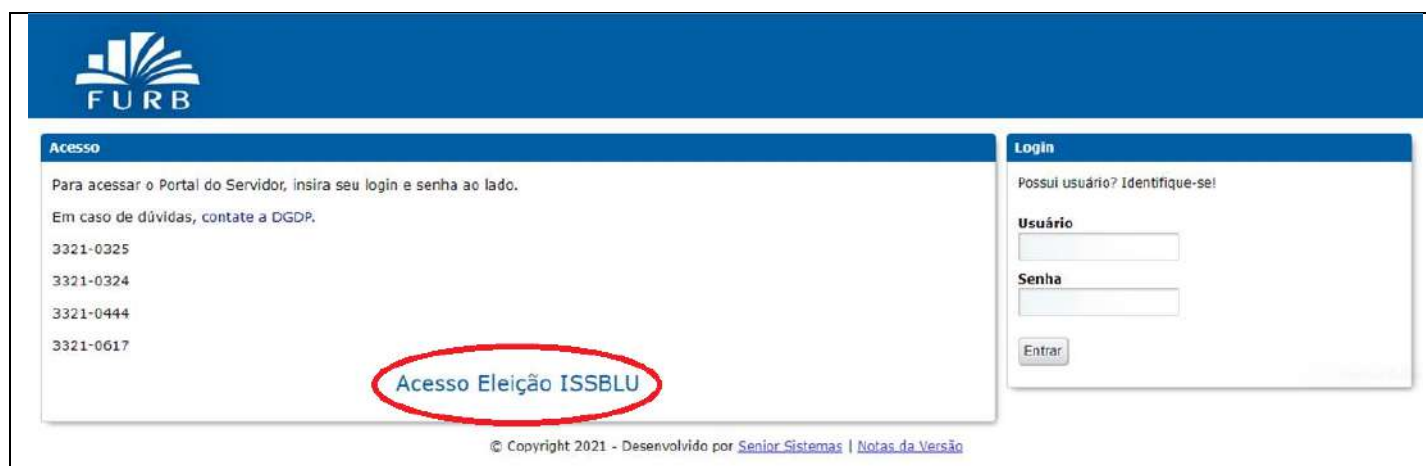 FURB
Acesso
Para acessar o Portal do Servidor, insira seu login e senha ao lado.
Em caso de dúvidas, contate a DGDP.
3321-0325
3321-0324
3321-0444
3321-0617
Acesso Eleição ISSBLU
Login
Possui usuário? Identifique-se!
Usuário
Senha
Entrar
© Copyright 2021 - Desenvolvido por Senior Sistemas | Notas da Versão